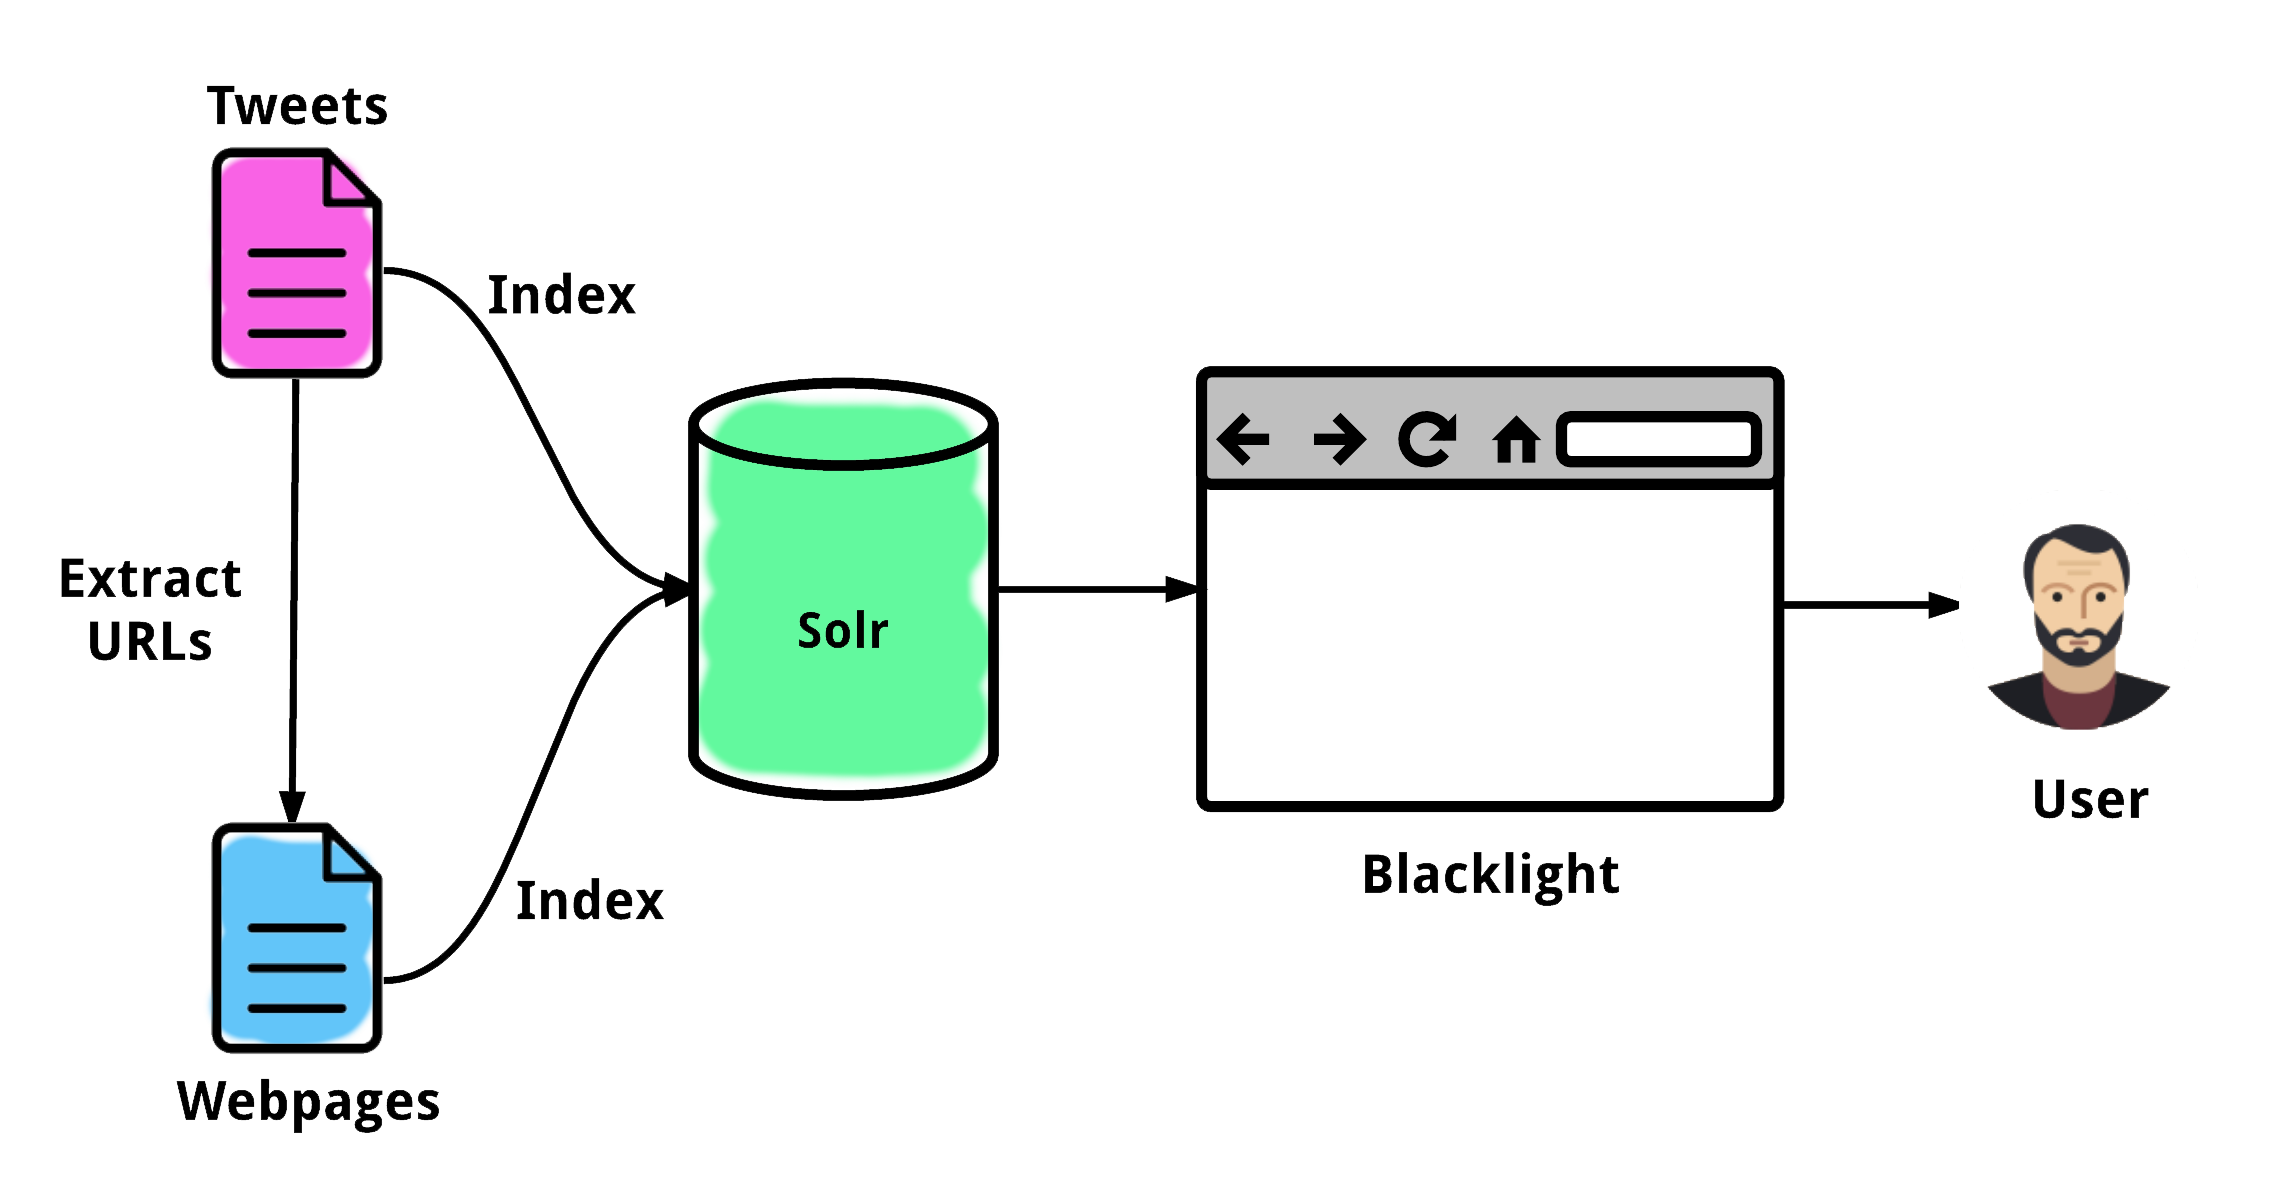 Tweets
Index
Extract
URLs
Solr
Index
Webpages
Blacklight
User